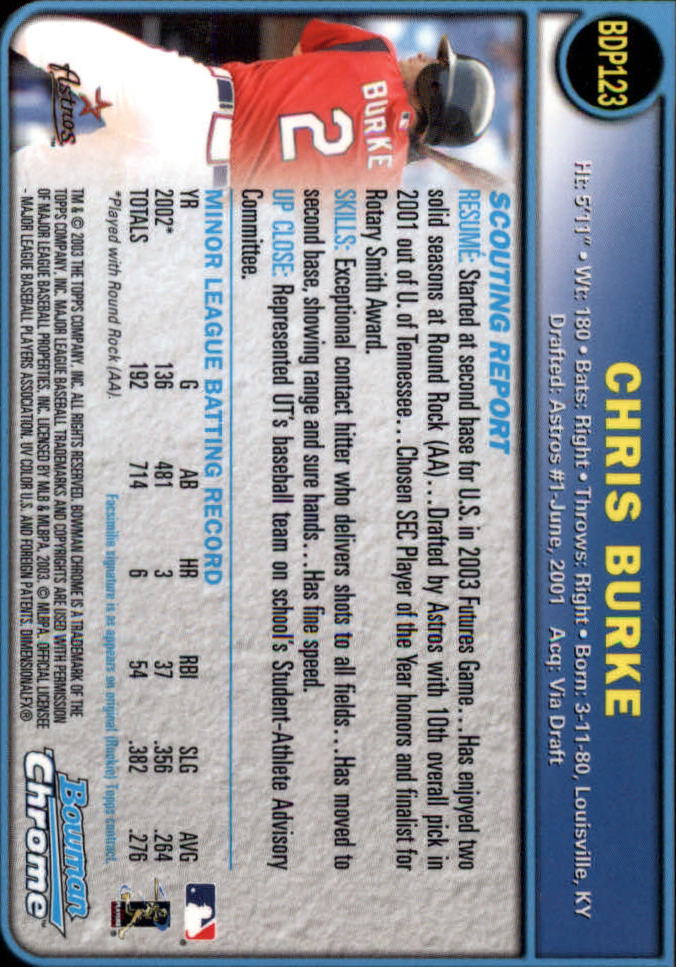 BDP123
CHRIS BURKE
Ht: 5'11" • Wt: 180 • Bats: Right • Throws: Right • Born: 3-11-80, Louisville, KY
Drafted: Astros #1-June, 2001 Acq: Via Draft
BURKE
2
Astros
SCOUTING REPORT
RESUMÉ: Started at second base for U.S. in 2003 Futures Game...Has enjoyed two
solid seasons at Round Rock (AA)...Drafted by Astros with 10th overall pick in
2001 out of U. of Tennessee...Chosen SEC Player of the Year honors and finalist for
Rotary Smith Award.
SKILLS: Exceptional contact hitter who delivers shots to all fields...Has moved to
second base, showing range and sure hands...Has fine speed.
UP CLOSE: Represented UT's baseball team on school's Student-Athlete Advisory
Committee.
MINOR LEAGUE BATTING RECORD
YR G AB HR RBI SLG AVG
2002* 136 481 3 37 .356 .264
TOTALS 192 714 6 54 .382 .276
*Played with Round Rock (AA).
Facsimile signature is as appears on original (Rookie) Topps contract.
TM & © 2003 THE TOPPS COMPANY, INC. ALL RIGHTS RESERVED. BOWMAN CHROME IS A TRADEMARK OF THE
TOPPS COMPANY, INC. MAJOR LEAGUE BASEBALL TRADEMARKS AND COPYRIGHTS ARE USED WITH PERMISSION
OF MAJOR LEAGUE BASEBALL PROPERTIES, INC. LICENSED BY MLB & MLBPA, 2003. © MLBPA. OFFICIAL LICENSEE
- MAJOR LEAGUE BASEBALL PLAYERS ASSOCIATION. UV COLOR U.S. AND FOREIGN PATENTS. DIMENSIONALFX®
Bowman
Chrome